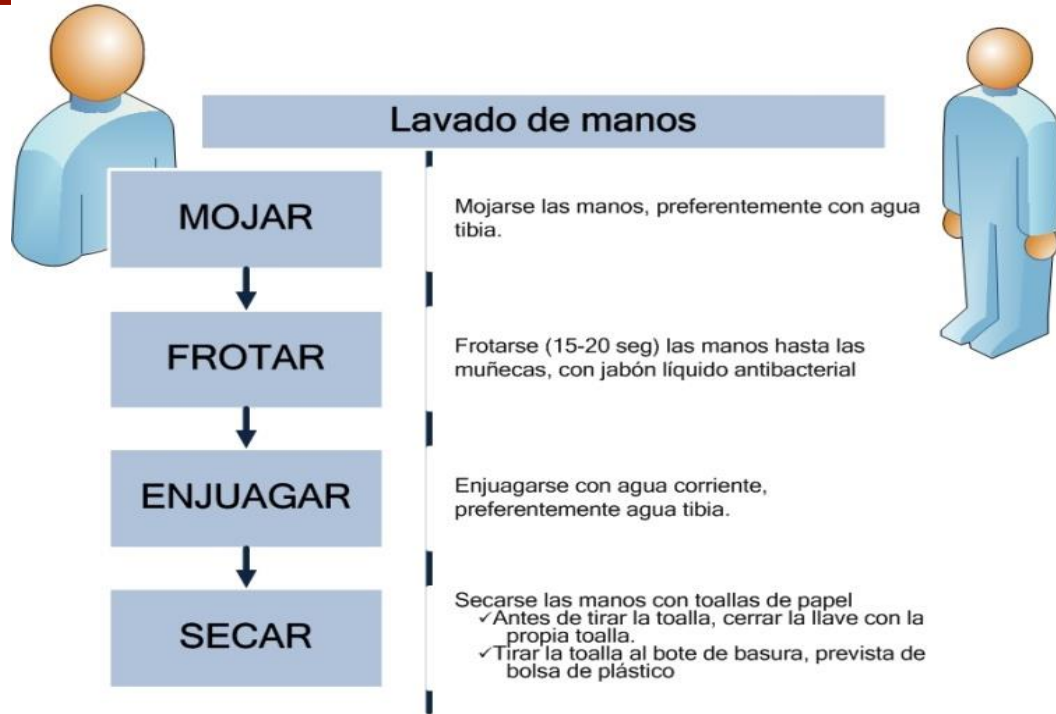 Lavado de manos
MOJAR
Mojarse las manos, preferentemente con agua
tibia.
FROTAR
Frotarse (15-20 seg) las manos hasta las
muñecas, con jabón líquido antibacterial
ENJUAGAR
Enjuagarse con agua corriente,
preferentemente agua tibia.
SECAR
Secarse las manos con toallas de papel
✓Antes de tirar la toalla, cerrar la llave con la
propia toalla.
✓Tirar la toalla al bote de basura, prevista de
bolsa de plástico